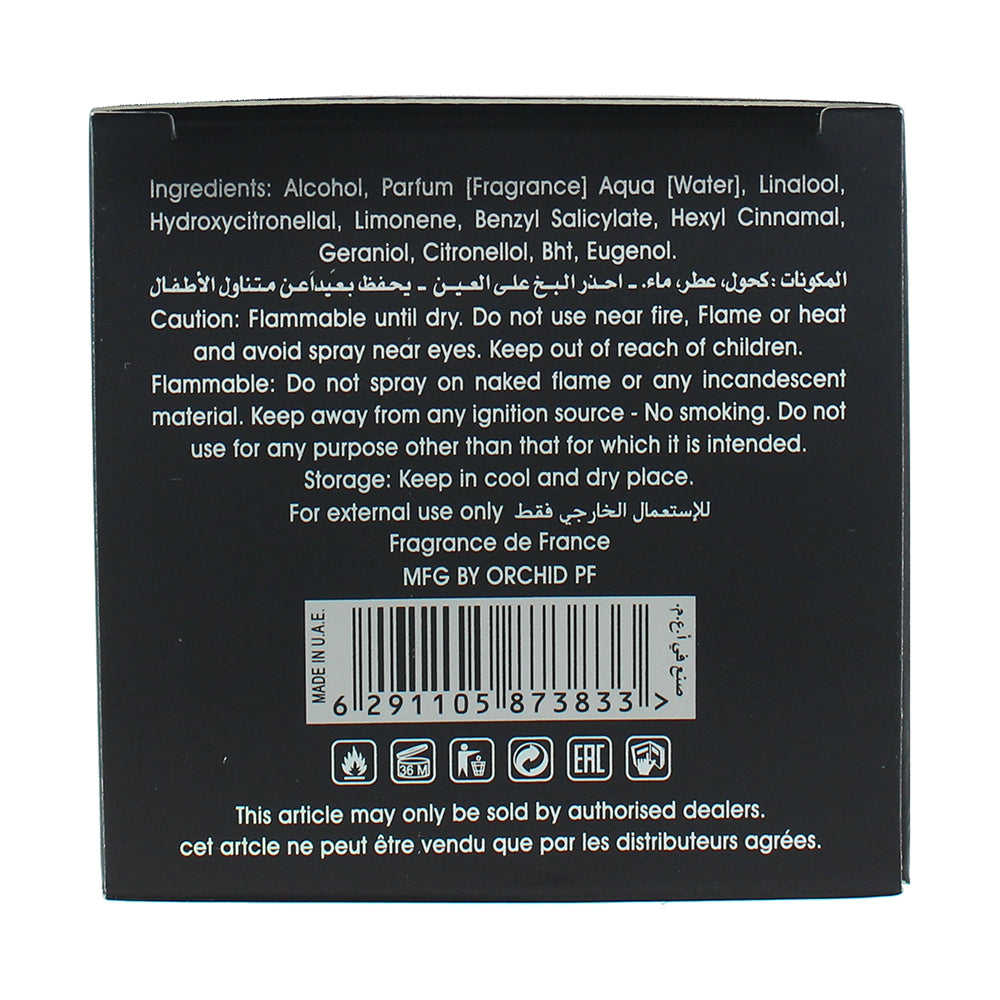 Ingredients: Alcohol, Parfum [Fragrance] Aqua [Water], Linalool,
Hydroxycitronellal, Limonene, Benzyl Salicylate, Hexyl Cinnamal,
Geraniol, Citronellol, Bht, Eugenol.
المكونات : كحول، عطر، ماء. - احذر البخ على العين - يحفظ بعيداً عن متناول الأطفال
Caution: Flammable until dry. Do not use near fire, Flame or heat
and avoid spray near eyes. Keep out of reach of children.
Flammable: Do not spray on naked flame or any incandescent
material. Keep away from any ignition source - No smoking. Do not
use for any purpose other than that for which it is intended.
Storage: Keep in cool and dry place.
For external use only للإستعمال الخارجي فقط
Fragrance de France
MFG BY ORCHID PF
MADE IN U.A.E.
صنع في أ.ع.م.
6 291105 873833 >
36 M
EAC
This article may only be sold by authorised dealers.
cet artcle ne peut être vendu que par les distributeurs agrées.